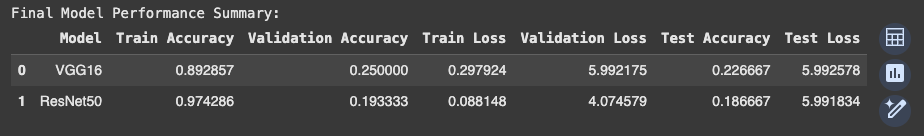 Final Model Performance Summary:
Model Train Accuracy Validation Accuracy Train Loss Validation Loss Test Accuracy Test Loss
0 VGG16 0.892857 0.250000 0.297924 5.992175 0.226667 5.992578
1 ResNet50 0.974286 0.193333 0.088148 4.074579 0.186667 5.991834